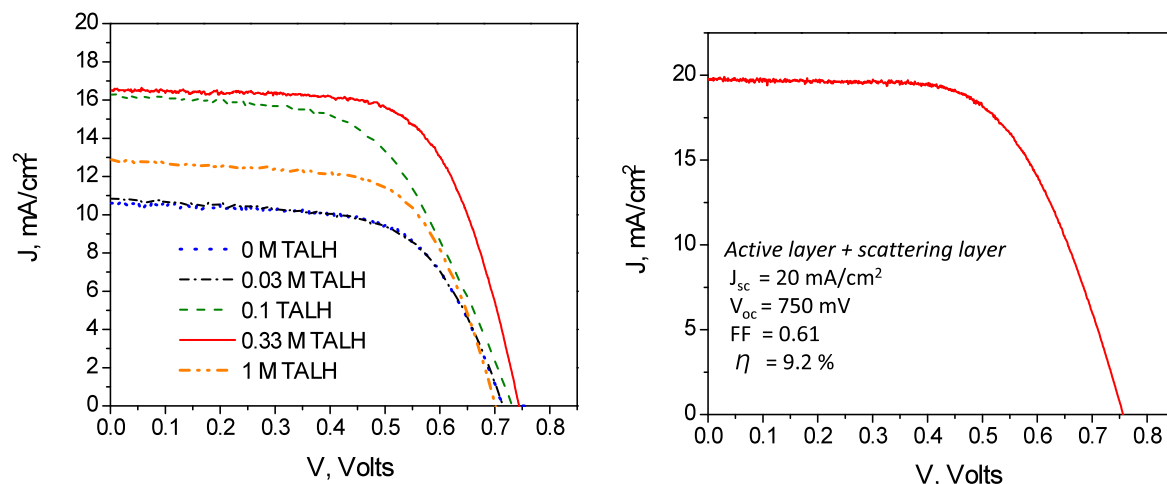 20
18
16
14
12
10
8
6
4
2
0
J, mA/cm²
0 M TALH
0.03 M TALH
0.1 TALH
0.33 M TALH
1 M TALH
0.0 0.1 0.2 0.3 0.4 0.5 0.6 0.7 0.8
V, Volts
20
15
10
5
0
J, mA/cm²
Active layer + scattering layer
Jsc = 20 mA/cm²
Voc = 750 mV
FF = 0.61
η = 9.2 %
0.0 0.1 0.2 0.3 0.4 0.5 0.6 0.7 0.8
V, Volts